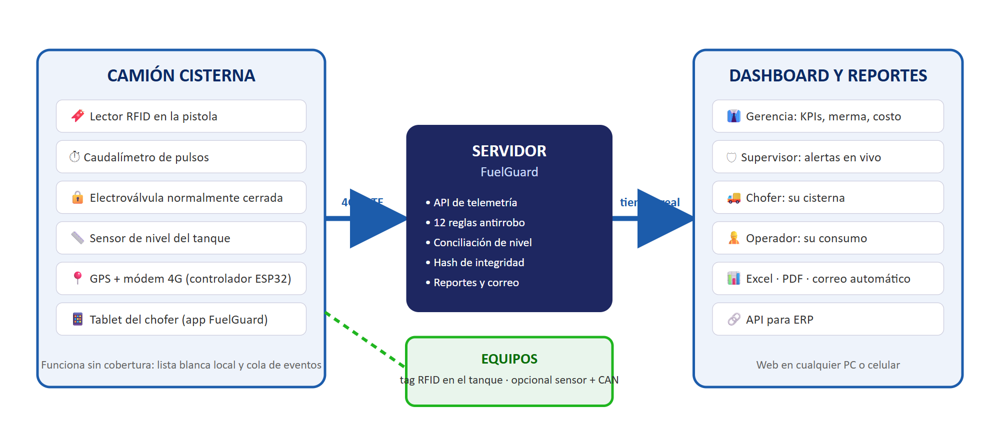 CAMIÓN CISTERNA
Lector RFID en la pistola
Caudalímetro de pulsos
Electroválvula normalmente cerrada
Sensor de nivel del tanque
GPS + módem 4G (controlador ESP32)
Tablet del chofer (app FuelGuard)
Funciona sin cobertura: lista blanca local y cola de eventos
SERVIDOR
FuelGuard
• API de telemetría
• 12 reglas antirrobo
• Conciliación de nivel
• Hash de integridad
• Reportes y correo
EQUIPOS
tag RFID en el tanque · opcional sensor + CAN
DASHBOARD Y REPORTES
Gerencia: KPIs, merma, costo
Supervisor: alertas en vivo
Chofer: su cisterna
Operador: su consumo
Excel · PDF · correo automático
API para ERP
Web en cualquier PC o celular